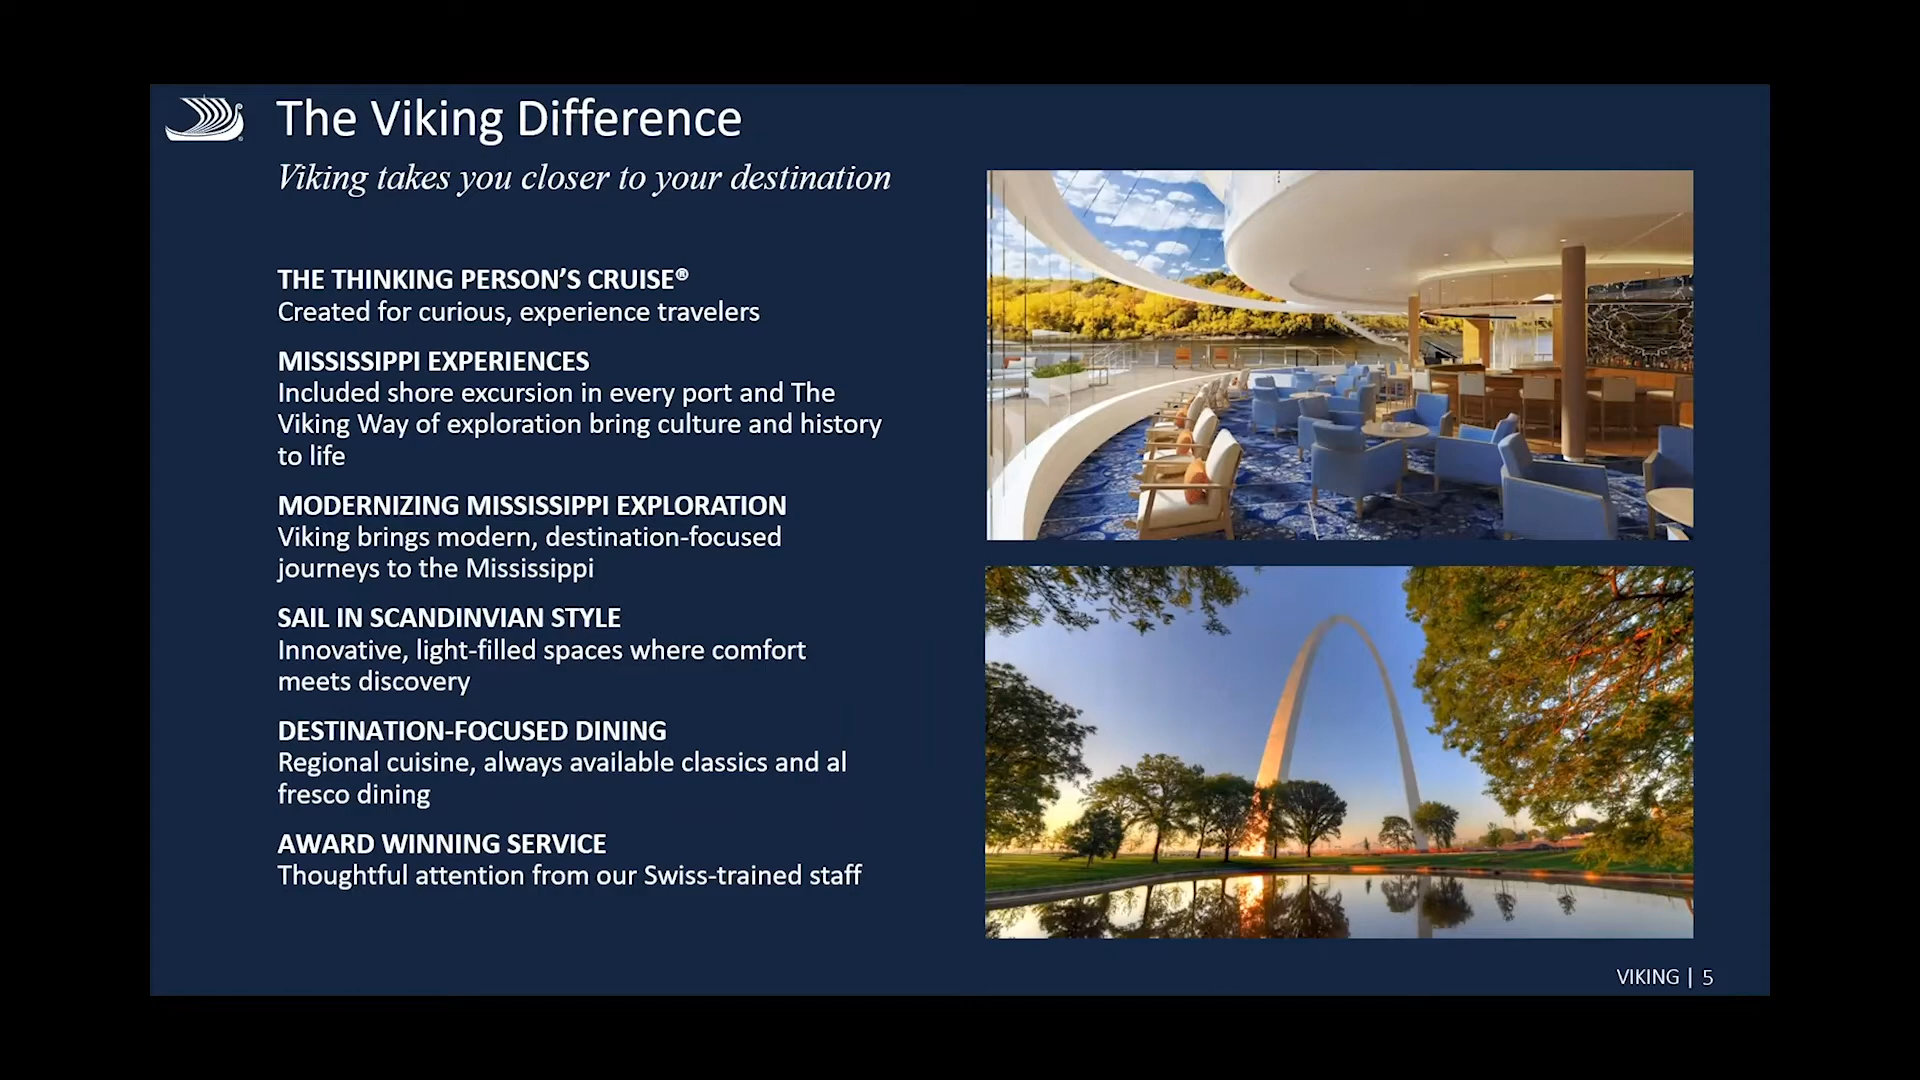 The Viking Difference
Viking takes you closer to your destination
THE THINKING PERSON'S CRUISE®
Created for curious, experience travelers
MISSISSIPPI EXPERIENCES
Included shore excursion in every port and The
Viking Way of exploration bring culture and history
to life
MODERNIZING MISSISSIPPI EXPLORATION
Viking brings modern, destination-focused
journeys to the Mississippi
SAIL IN SCANDINVIAN STYLE
Innovative, light-filled spaces where comfort
meets discovery
DESTINATION-FOCUSED DINING
Regional cuisine, always available classics and al
fresco dining
AWARD WINNING SERVICE
Thoughtful attention from our Swiss-trained staff
VIKING | 5